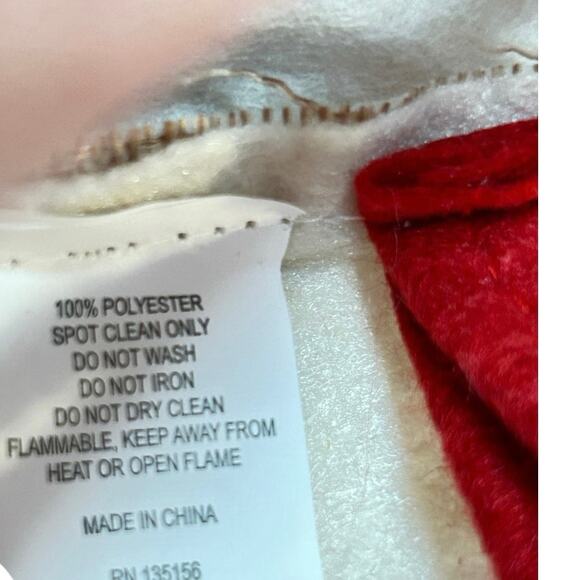 100% POLYESTER
SPOT CLEAN ONLY
DO NOT WASH
DO NOT IRON
DO NOT DRY CLEAN
FLAMMABLE, KEEP AWAY FROM
HEAT OR OPEN FLAME
MADE IN CHINA
RN 135156